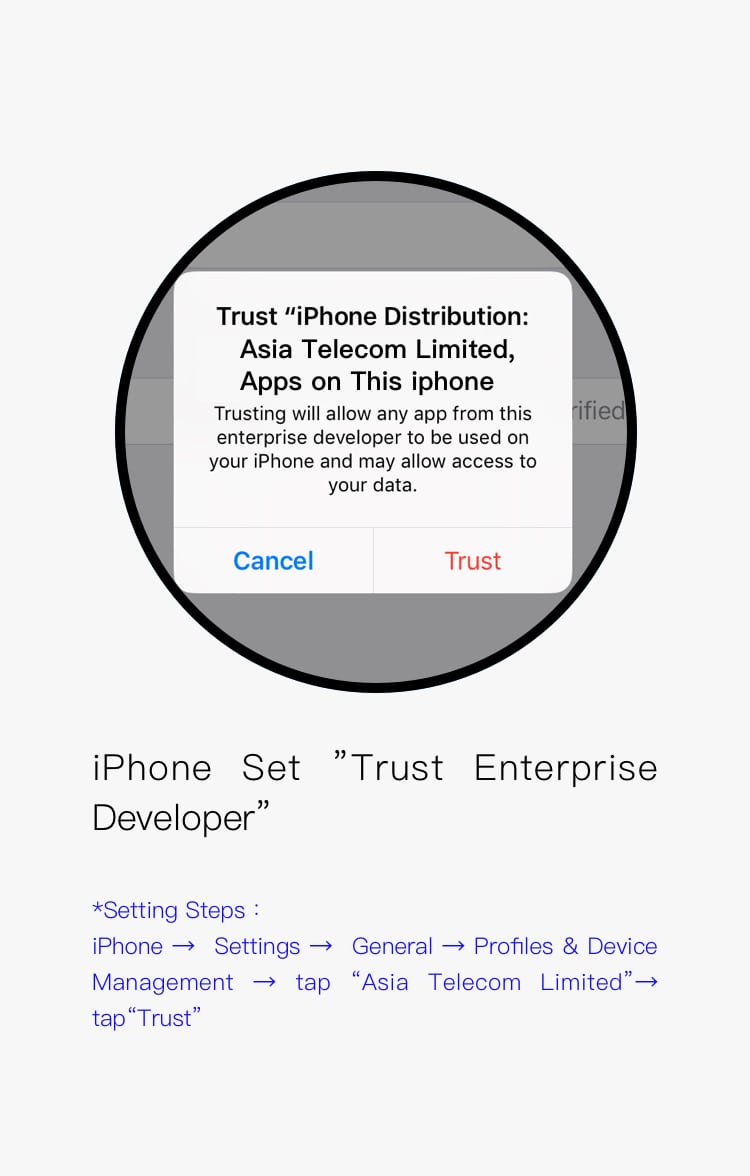 Trust “iPhone Distribution:
Asia Telecom Limited,
Apps on This iphone
rified
Trusting will allow any app from this
enterprise developer to be used on
your iPhone and may allow access to
your data.
Cancel Trust
iPhone Set ”Trust Enterprise
Developer”
*Setting Steps :
iPhone → Settings → General → Profiles & Device
Management → tap “Asia Telecom Limited”→
tap“Trust”